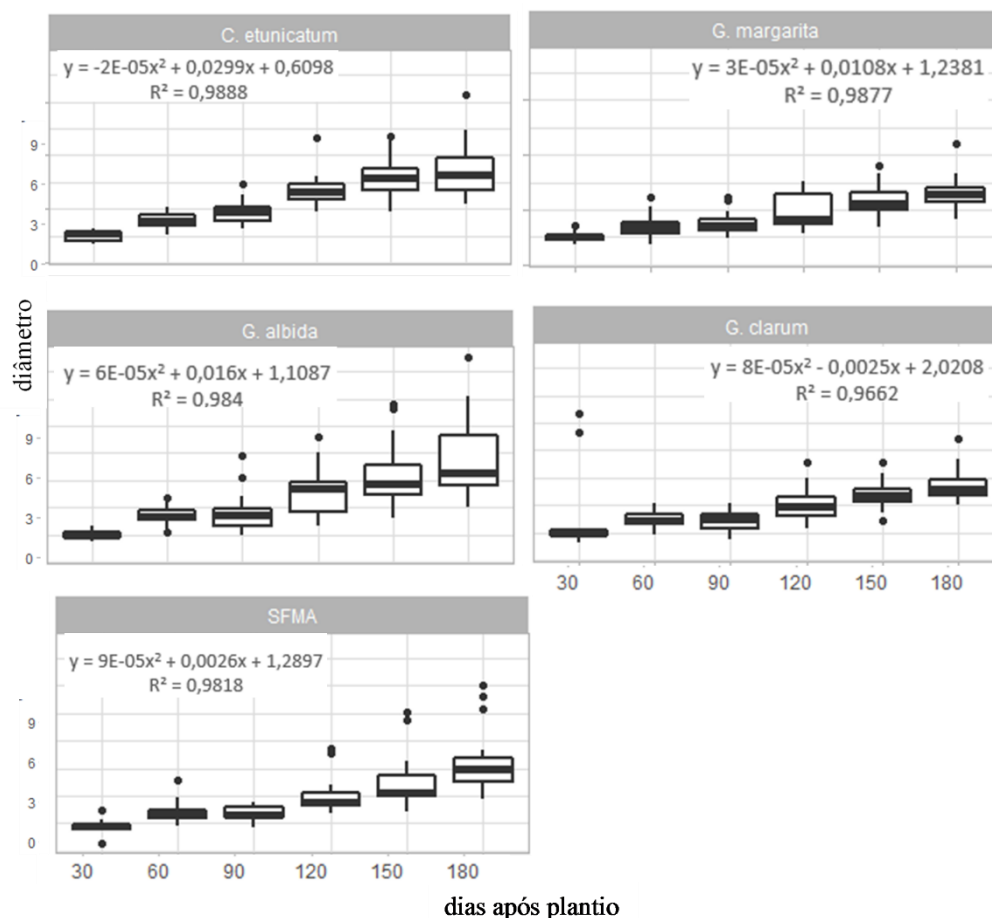 C. etunicatum
y = -2E-05x² + 0,0299x + 0,6098
R² = 0,9888
9
6
3
0
G. margarita
y = 3E-05x² + 0,0108x + 1,2381
R² = 0,9877
diâmetro
G. albida
y = 6E-05x² + 0,016x + 1,1087
R² = 0,984
9
6
3
0
G. clarum
y = 8E-05x² - 0,0025x + 2,0208
R² = 0,9662
30 60 90 120 150 180
SFMA
y = 9E-05x² + 0,0026x + 1,2897
R² = 0,9818
9
6
3
0
30 60 90 120 150 180
dias após plantio